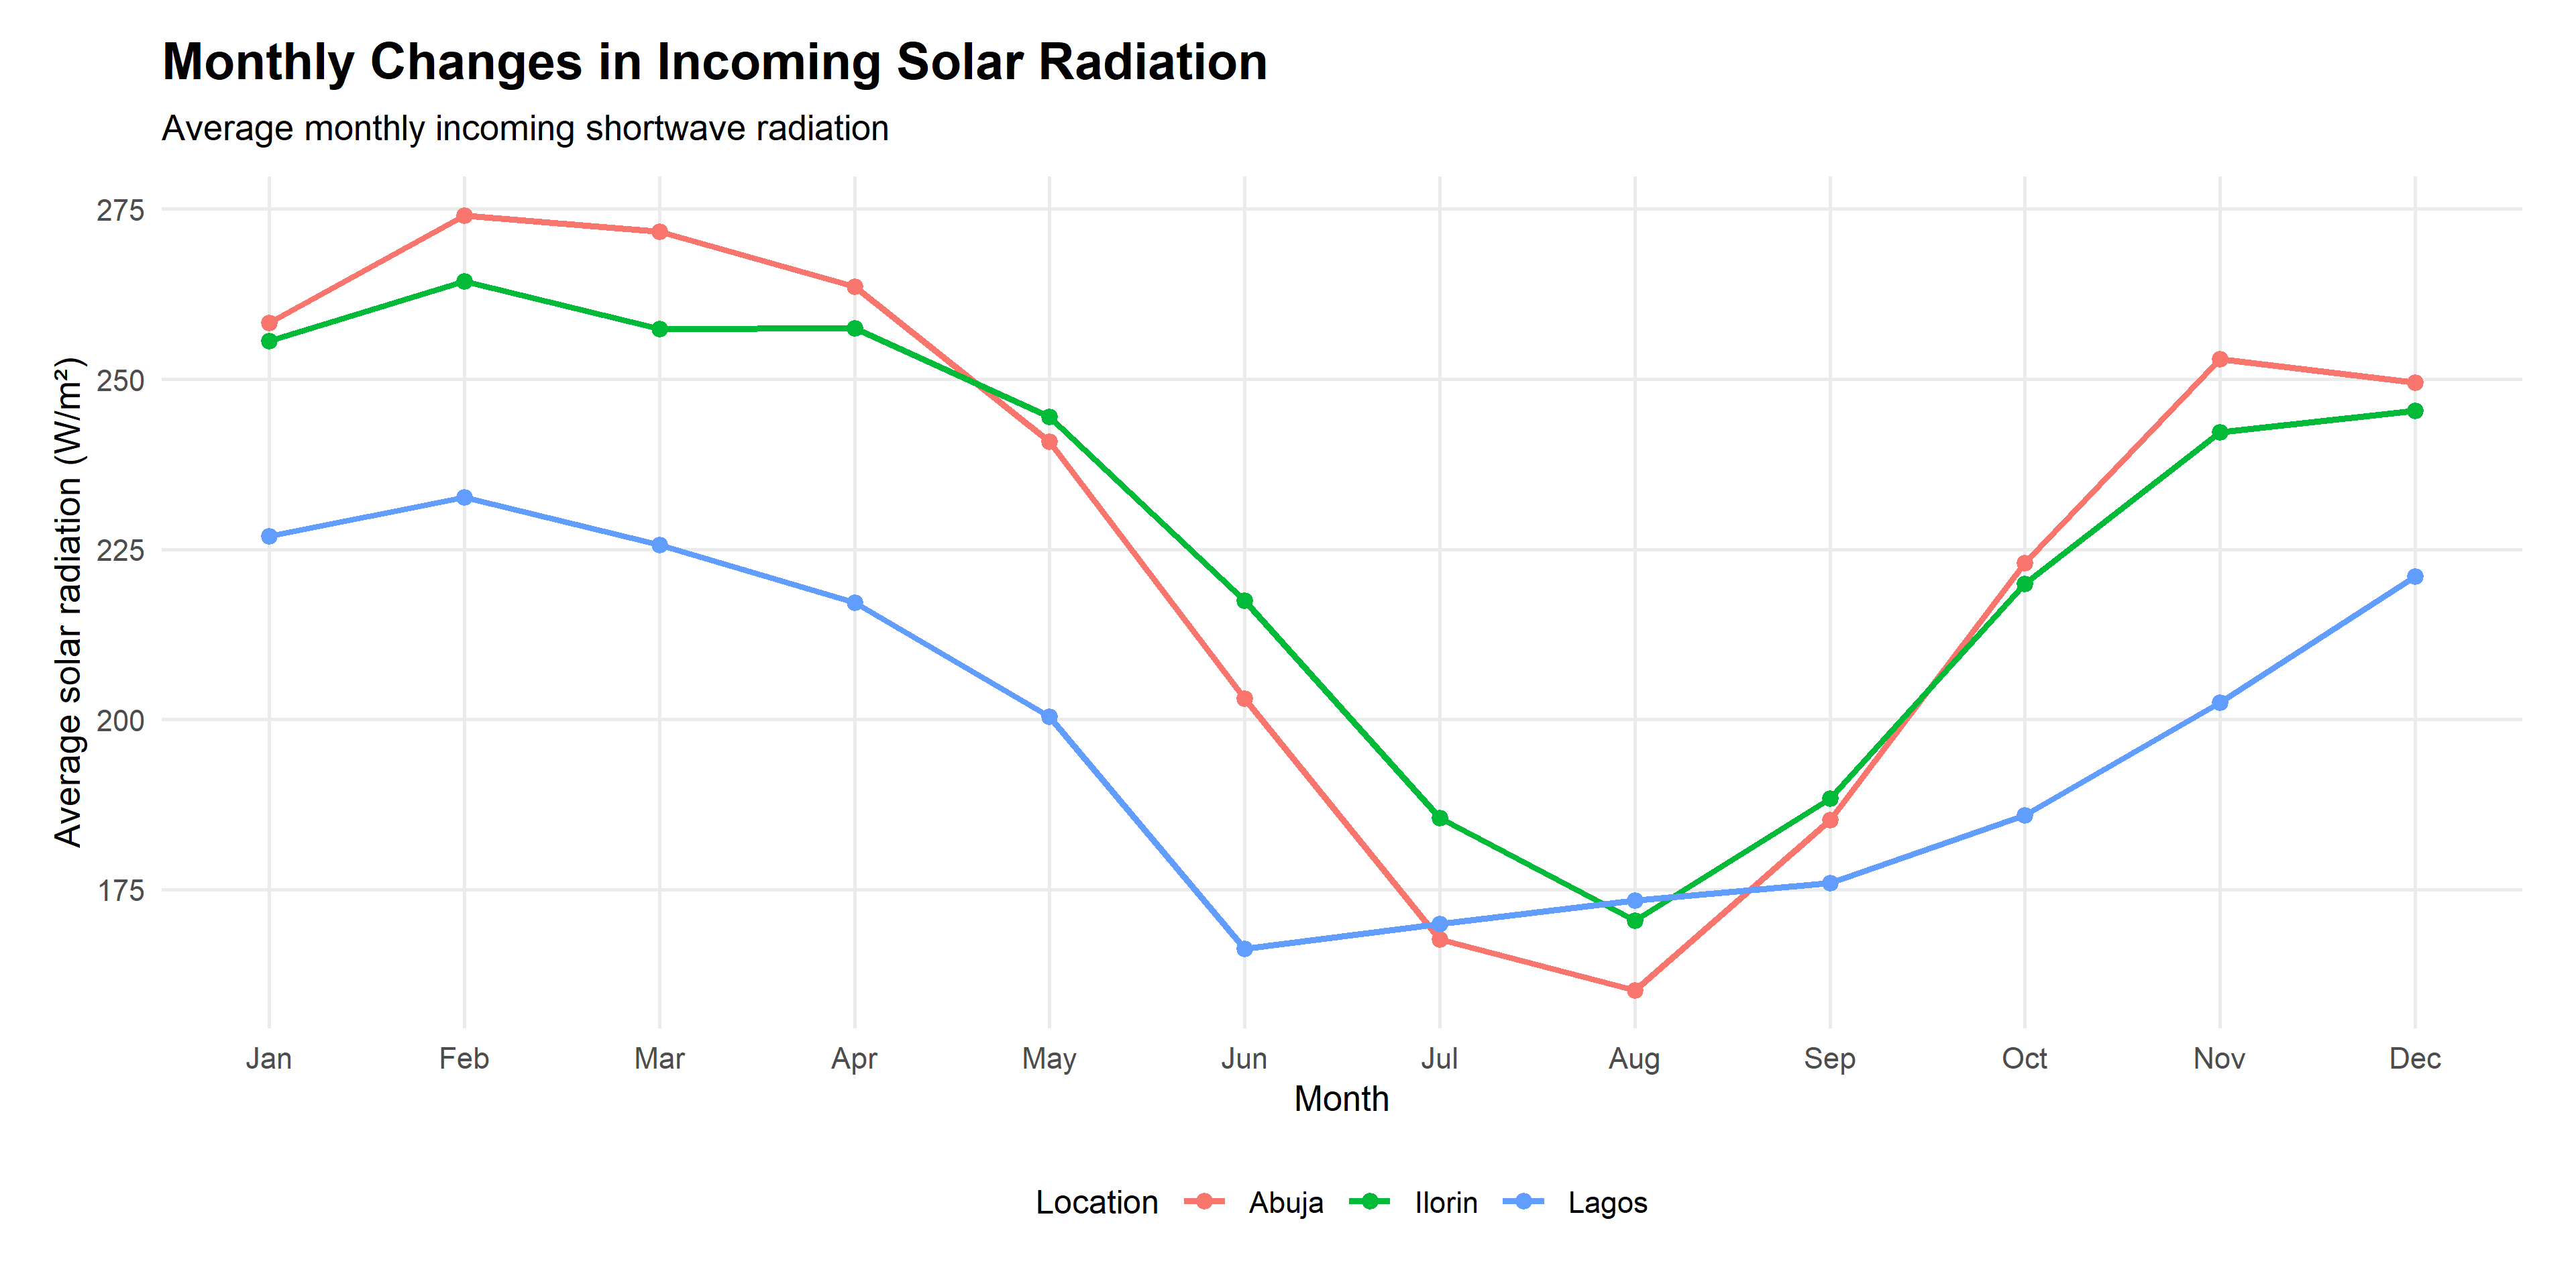 Monthly Changes in Incoming Solar Radiation
Average monthly incoming shortwave radiation
Average solar radiation (W/m²)
275
250
225
200
175
Jan Feb Mar Apr May Jun Jul Aug Sep Oct Nov Dec
Month
Location Abuja Ilorin Lagos